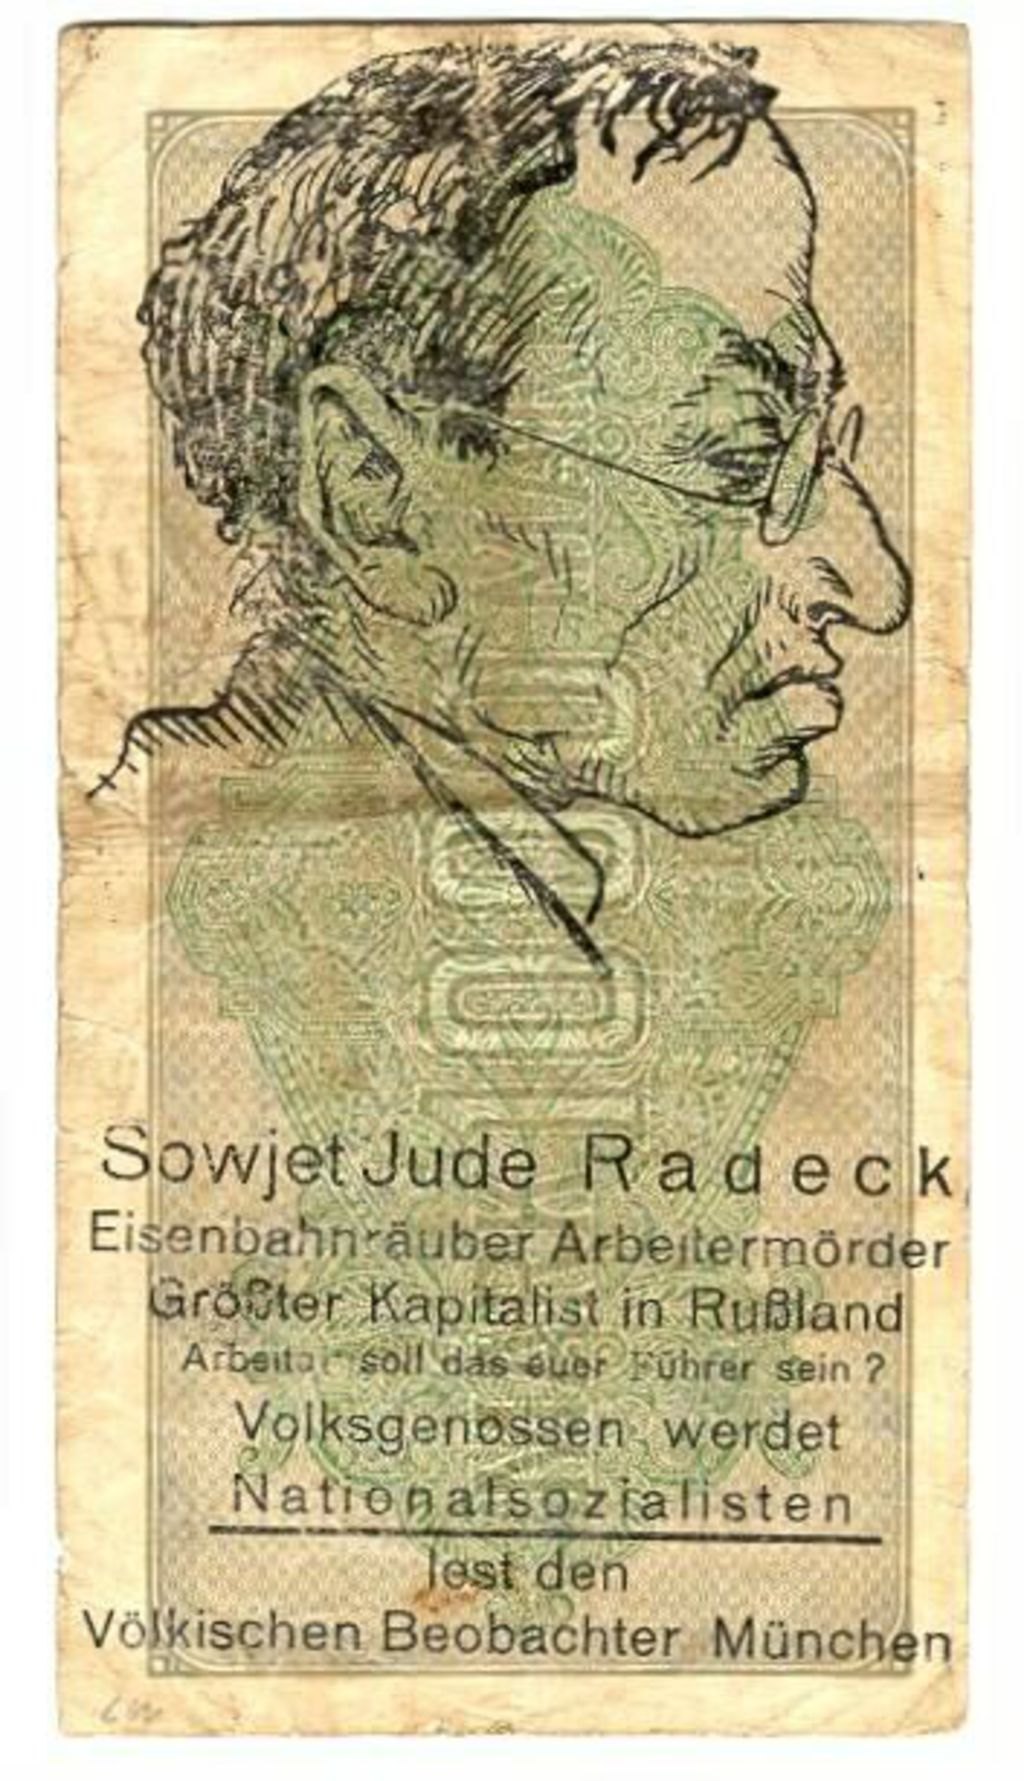 Sowjet Jude Radeck,
Eisenbahnräuber Arbeitermörder
Größter Kapitalist in Rußland
Arbeiter soll das euer Führer sein ?
Volksgenossen werdet
Nationalsozialisten
lest den
Völkischen Beobachter München